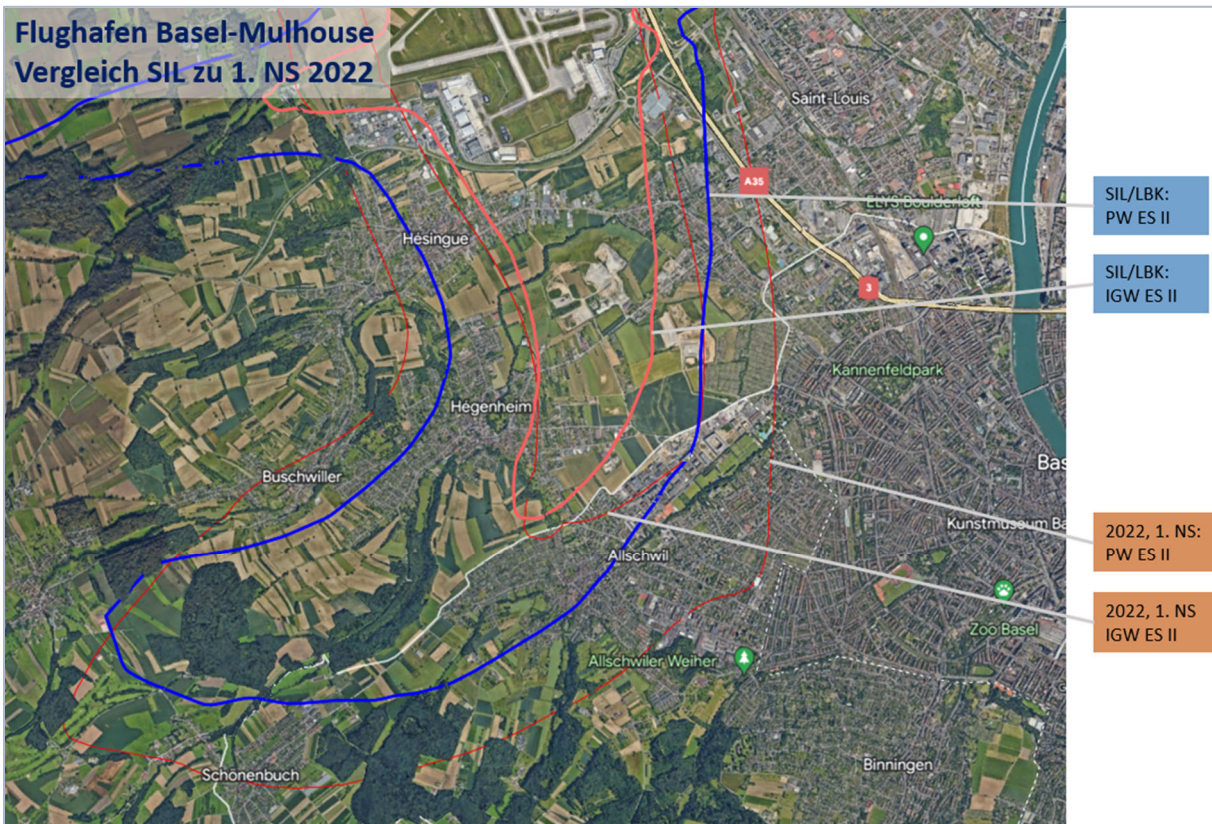 Flughafen Basel-Mulhouse
Vergleich SIL zu 1. NS 2022
Saint-Louis
A35
SIL/LBK:
PW ES II
ELYS Boulderloft
Hésingue
SIL/LBK:
IGW ES II
3
Kannenfeldpark
Hégenheim
Bas
Buschwiller
Kunstmuseum Ba
2022, 1. NS:
PW ES II
Allschwil
2022, 1. NS
IGW ES II
Zoo Basel
Allschwiler Weiher
Binningen
Schönenbuch